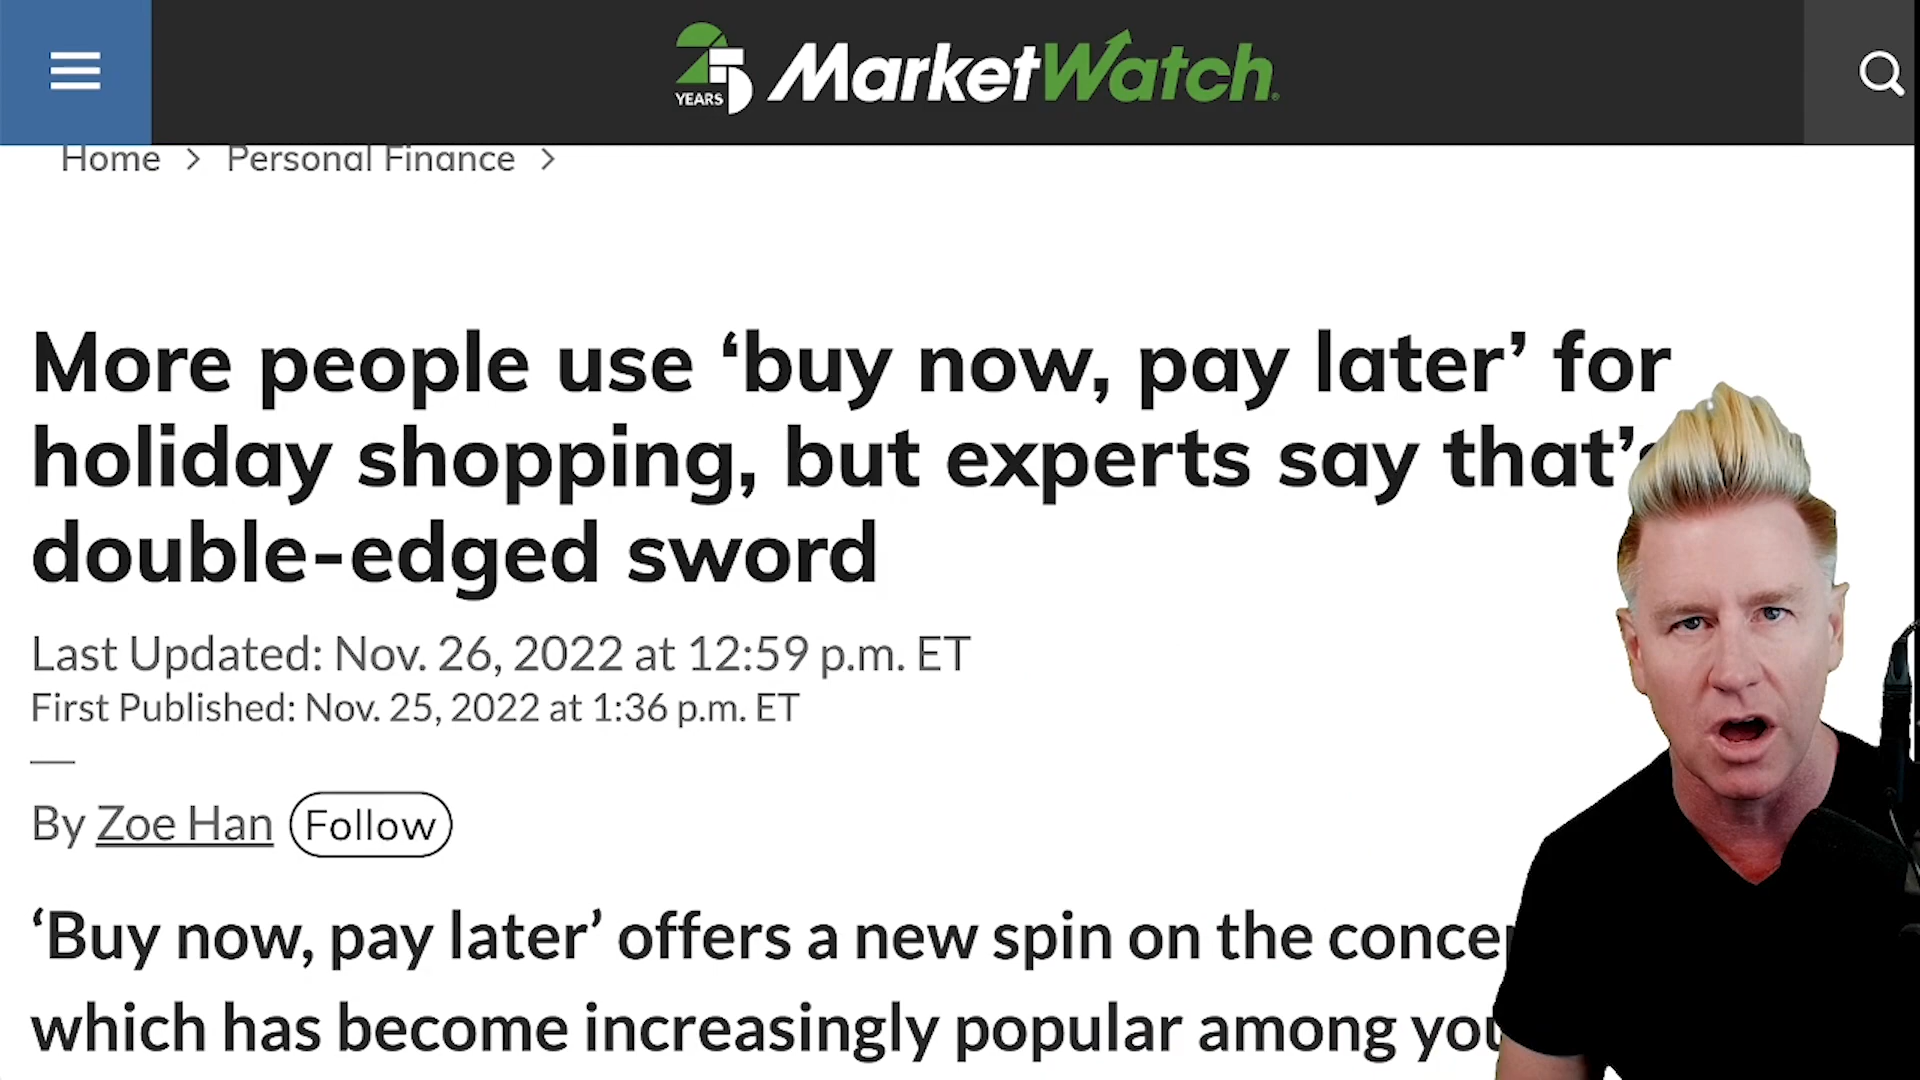 25 YEARS MarketWatch
Home > Personal Finance >
More people use ‘buy now, pay later’ for
holiday shopping, but experts say that’s
double-edged sword
Last Updated: Nov. 26, 2022 at 12:59 p.m. ET
First Published: Nov. 25, 2022 at 1:36 p.m. ET
By Zoe Han Follow
‘Buy now, pay later’ offers a new spin on the
which has become increasingly popular among